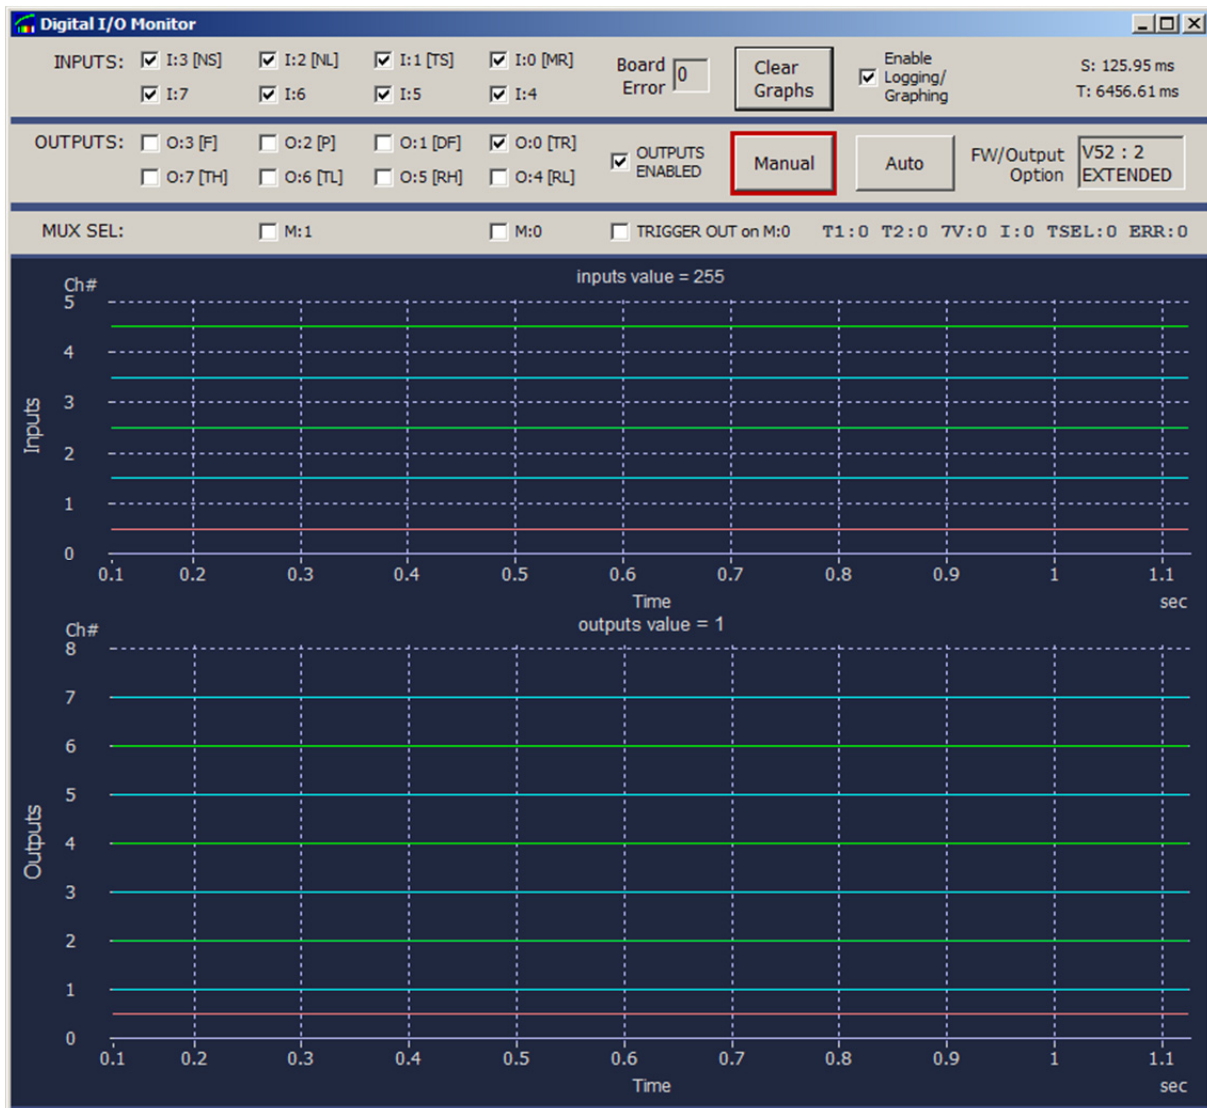 Digital I/O Monitor
INPUTS: I:3 [NS] I:2 [NL] I:1 [TS] I:0 [MR]
I:7 I:6 I:5 I:4
Board
Error 0
Clear
Graphs
Enable
Logging/
Graphing
S: 125.95 ms
T: 6456.61 ms
OUTPUTS: O:3 [F] O:2 [P] O:1 [DF] O:0 [TR]
O:7 [TH] O:6 [TL] O:5 [RH] O:4 [RL]
OUTPUTS
ENABLED
Manual
Auto
FW/Output
Option
V52 : 2
EXTENDED
MUX SEL: M:1 M:0 TRIGGER OUT on M:0 T1:0 T2:0 7V:0 I:0 TSEL:0 ERR:0
inputs value = 255
Ch#
5
4
3
2
1
0
Inputs
0.1 0.2 0.3 0.4 0.5 0.6 0.7 0.8 0.9 1 1.1
Time sec
outputs value = 1
Ch#
8
7
6
5
4
3
2
1
0
Outputs
0.1 0.2 0.3 0.4 0.5 0.6 0.7 0.8 0.9 1 1.1
Time sec